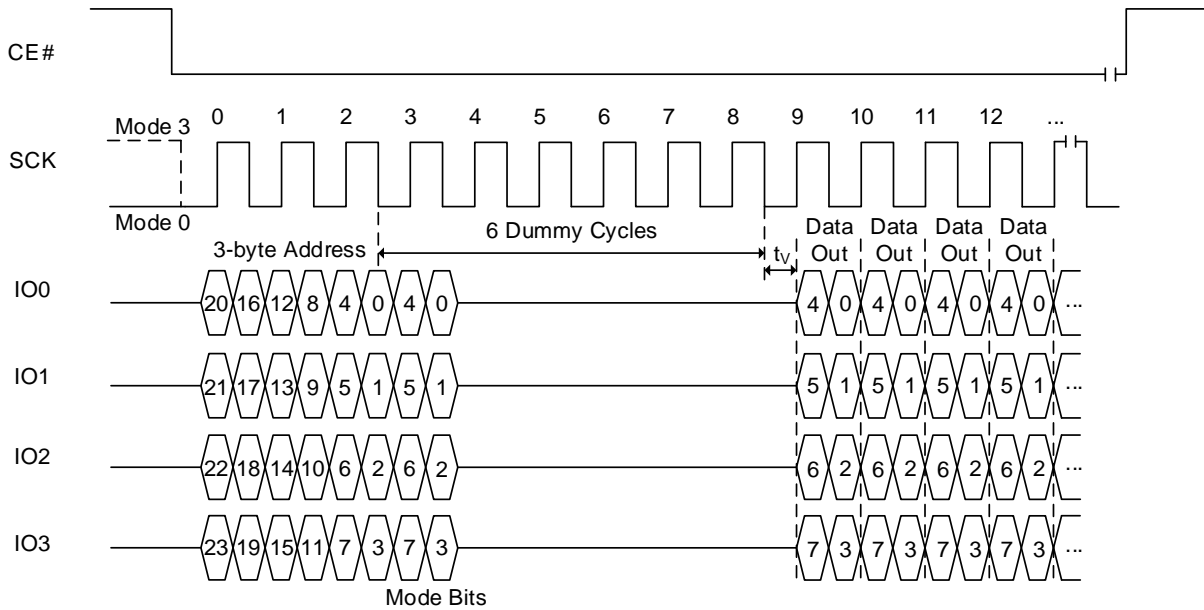 CE#
0 1 2 3 4 5 6 7 8 9 10 11 12 ...
Mode 3
SCK
Mode 0
3-byte Address
6 Dummy Cycles
tV
Data Out
Data Out
Data Out
Data Out
IO0 20 16 12 8 4 0 4 0 4 0 4 0 4 0 4 0 ...
IO1 21 17 13 9 5 1 5 1 5 1 5 1 5 1 5 1 ...
IO2 22 18 14 10 6 2 6 2 6 2 6 2 6 2 6 2 ...
IO3 23 19 15 11 7 3 7 3 7 3 7 3 7 3 7 3 ...
Mode Bits